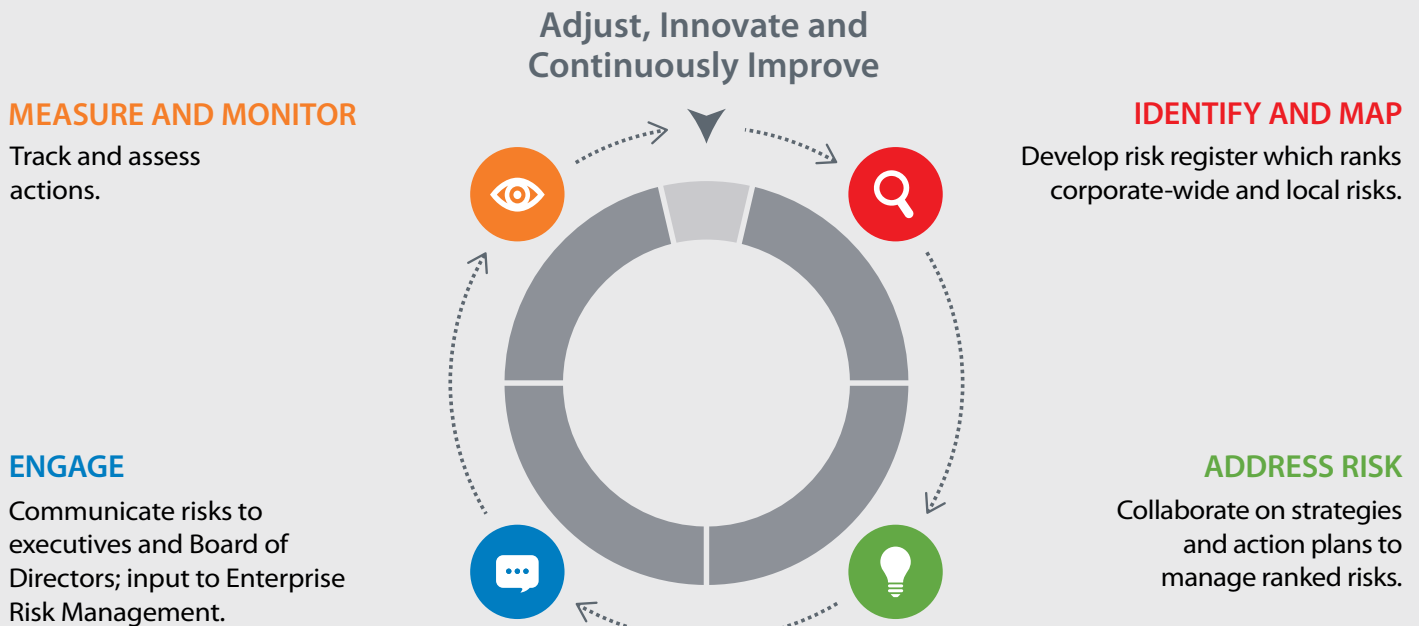 Adjust, Innovate and
Continuously Improve
MEASURE AND MONITOR
Track and assess
actions.
IDENTIFY AND MAP
Develop risk register which ranks
corporate-wide and local risks.
ENGAGE
Communicate risks to
executives and Board of
Directors; input to Enterprise
Risk Management.
ADDRESS RISK
Collaborate on strategies
and action plans to
manage ranked risks.